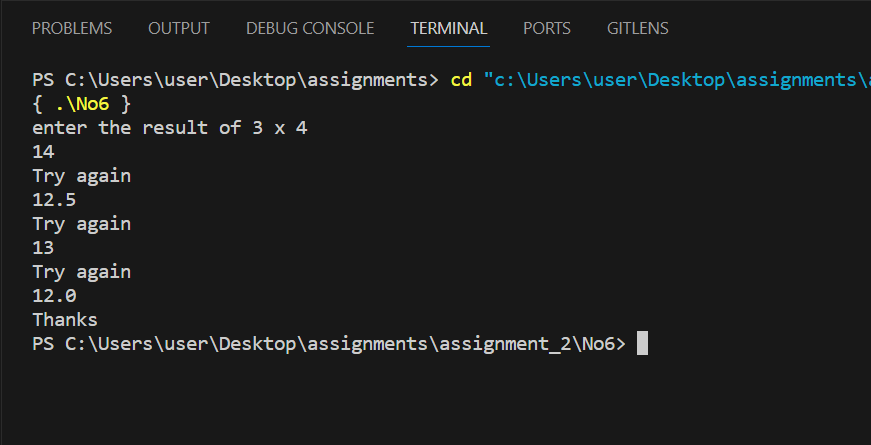 PROBLEMS OUTPUT DEBUG CONSOLE TERMINAL PORTS GITLENS
PS C:\Users\user\Desktop\assignments> cd "c:\Users\user\Desktop\assignments\
{ .\No6 }
enter the result of 3 x 4
14
Try again
12.5
Try again
13
Try again
12.0
Thanks
PS C:\Users\user\Desktop\assignments\assignment_2\No6>